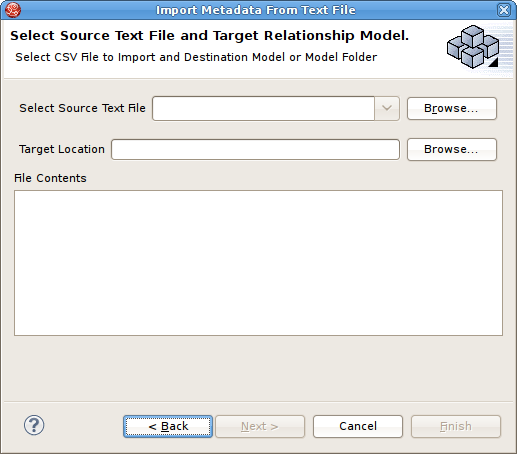 Import Metadata From Text File
Select Source Text File and Target Relationship Model.
Select CSV File to Import and Destination Model or Model Folder
Select Source Text File
Browse...
Target Location
Browse...
File Contents
?
< Back
Next >
Cancel
Finish